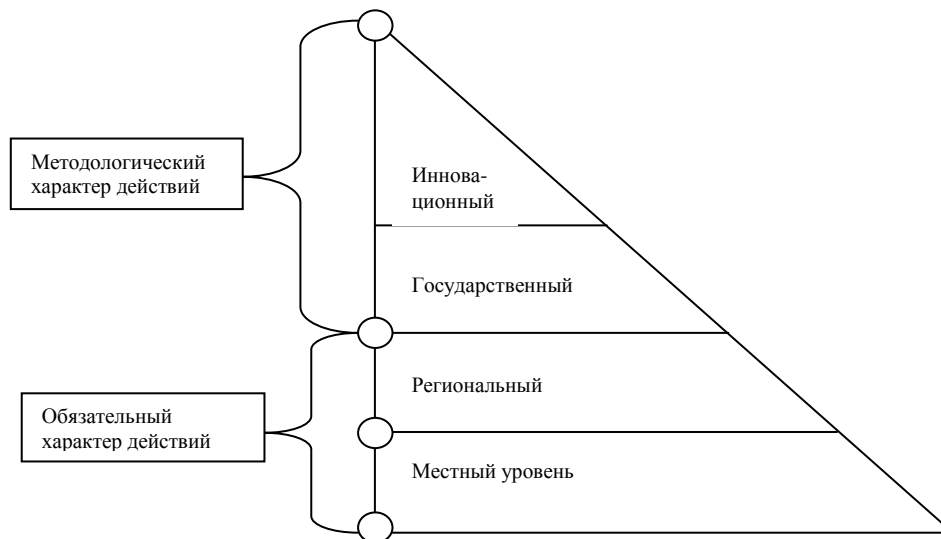 Методологический
характер действий
Иннова-
ционный
Государственный
Региональный
Обязательный
характер действий
Местный уровень